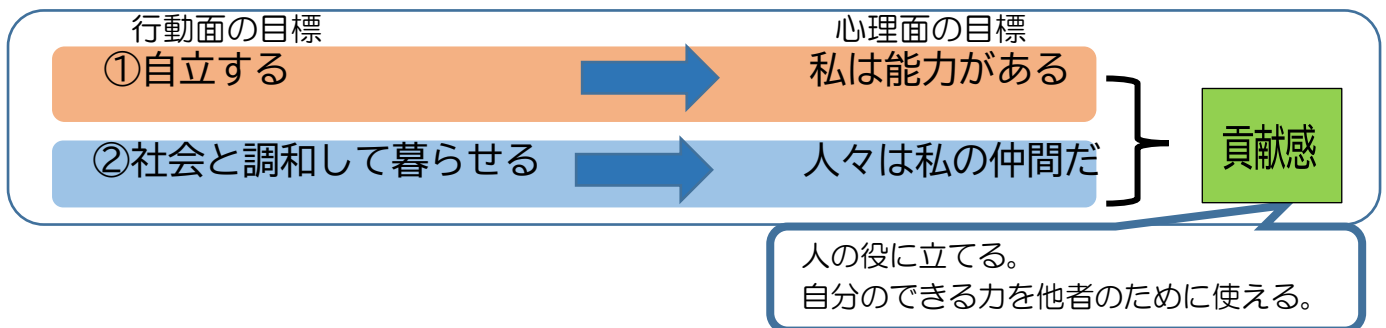 行動面の目標
心理面の目標
①自立する
私は能力がある
②社会と調和して暮らせる
人々は私の仲間だ
貢献感
人の役に立てる。
自分のできる力を他者のために使える。